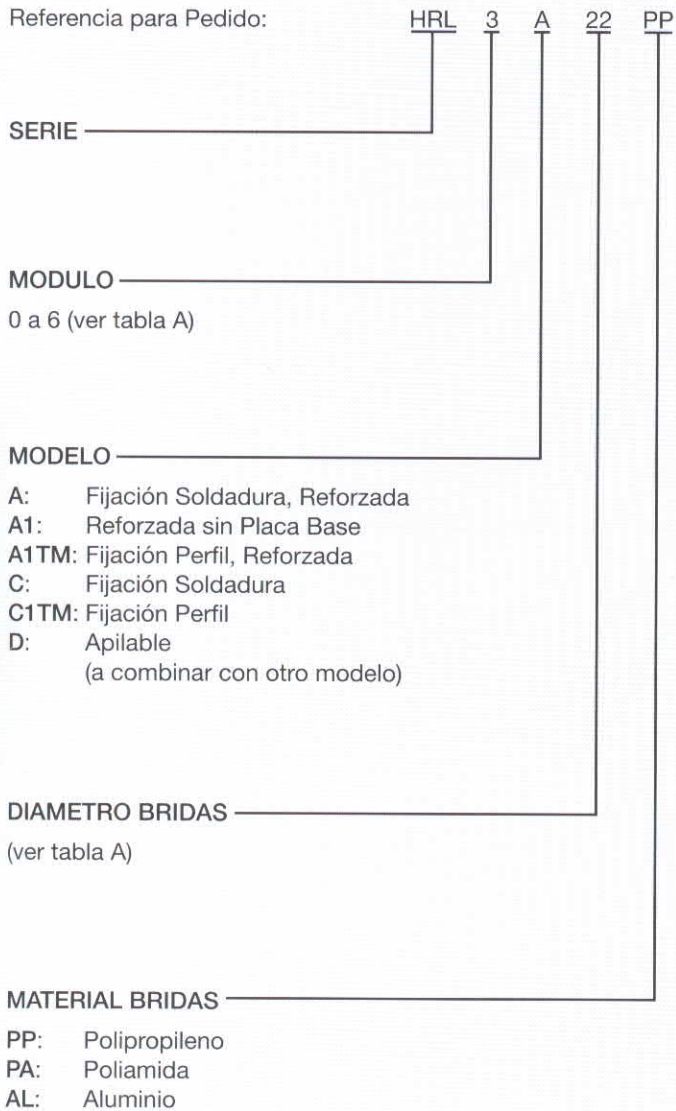 Referencia para Pedido: HRL 3 A 22 PP
SERIE
MODULO
0 a 6 (ver tabla A)
MODELO
A: Fijación Soldadura, Reforzada
A1: Reforzada sin Placa Base
A1TM: Fijación Perfil, Reforzada
C: Fijación Soldadura
C1TM: Fijación Perfil
D: Apilable
(a combinar con otro modelo)
DIAMETRO BRIDAS
(ver tabla A)
MATERIAL BRIDAS
PP: Polipropileno
PA: Poliamida
AL: Aluminio